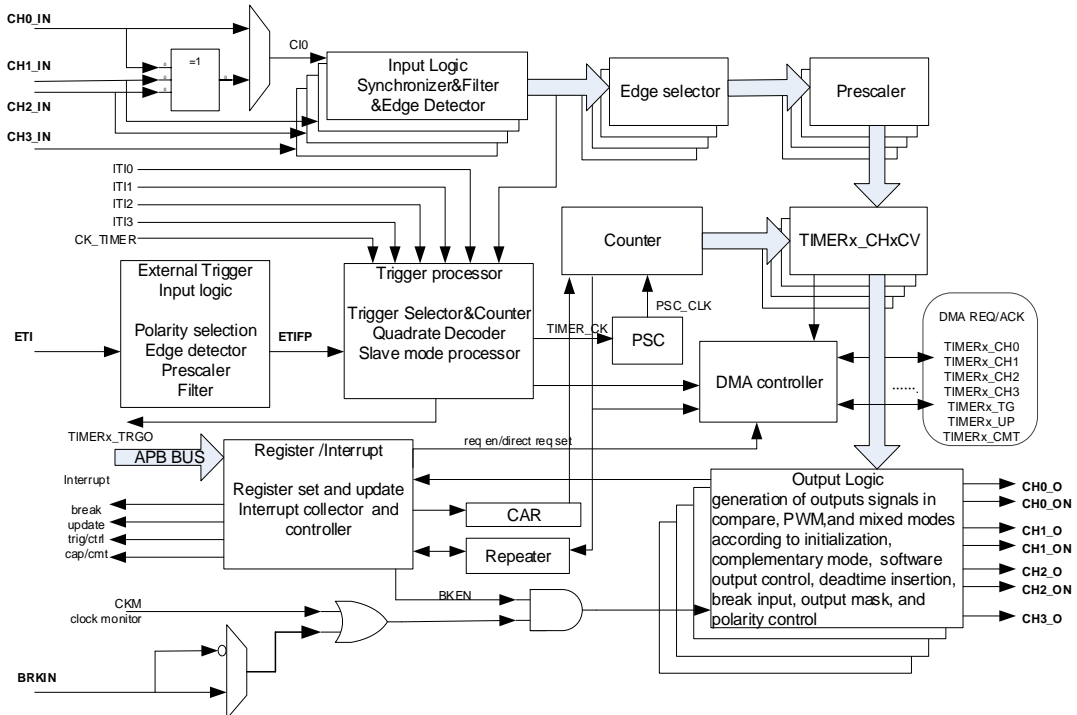 CH0_IN
CH1_IN
CH2_IN
CH3_IN
=1
CI0
Input Logic
Synchronizer&Filter
&Edge Detector
Edge selector
Prescaler
ITI0
ITI1
ITI2
ITI3
CK_TIMER
Counter
TIMERx_CHxCV
External Trigger
Input logic
Polarity selection
Edge detector
Prescaler
Filter
ETI
ETIFP
Trigger processor
Trigger Selector&Counter
Quadrate Decoder
Slave mode processor
TIMER_CK
PSC_CLK
PSC
DMA controller
DMA REQ/ACK
TIMERx_CH0
TIMERx_CH1
TIMERx_CH2
TIMERx_CH3
TIMERx_TG
TIMERx_UP
TIMERx_CMT
.......
TIMERx_TRGO
APB BUS
Register /Interrupt
Register set and update
Interrupt collector and
controller
req en/direct req set
Interrupt
break
update
trig/ctrl
cap/cmt
CAR
Repeater
Output Logic
generation of outputs signals in
compare, PWM,and mixed modes
according to initialization,
complementary mode, software
output control, deadtime insertion,
break input, output mask, and
polarity control
CH0_O
CH0_ON
CH1_O
CH1_ON
CH2_O
CH2_ON
CH3_O
BKEN
CKM
clock monitor
BRKIN